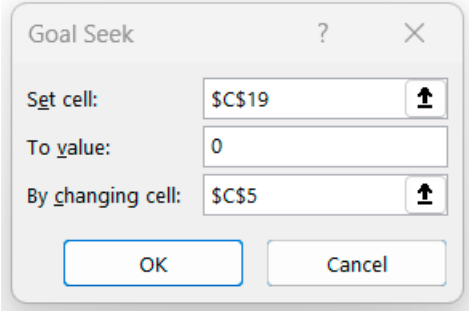 Goal Seek ?
Set cell: $C$19
To value: 0
By changing cell: $C$5
OK Cancel